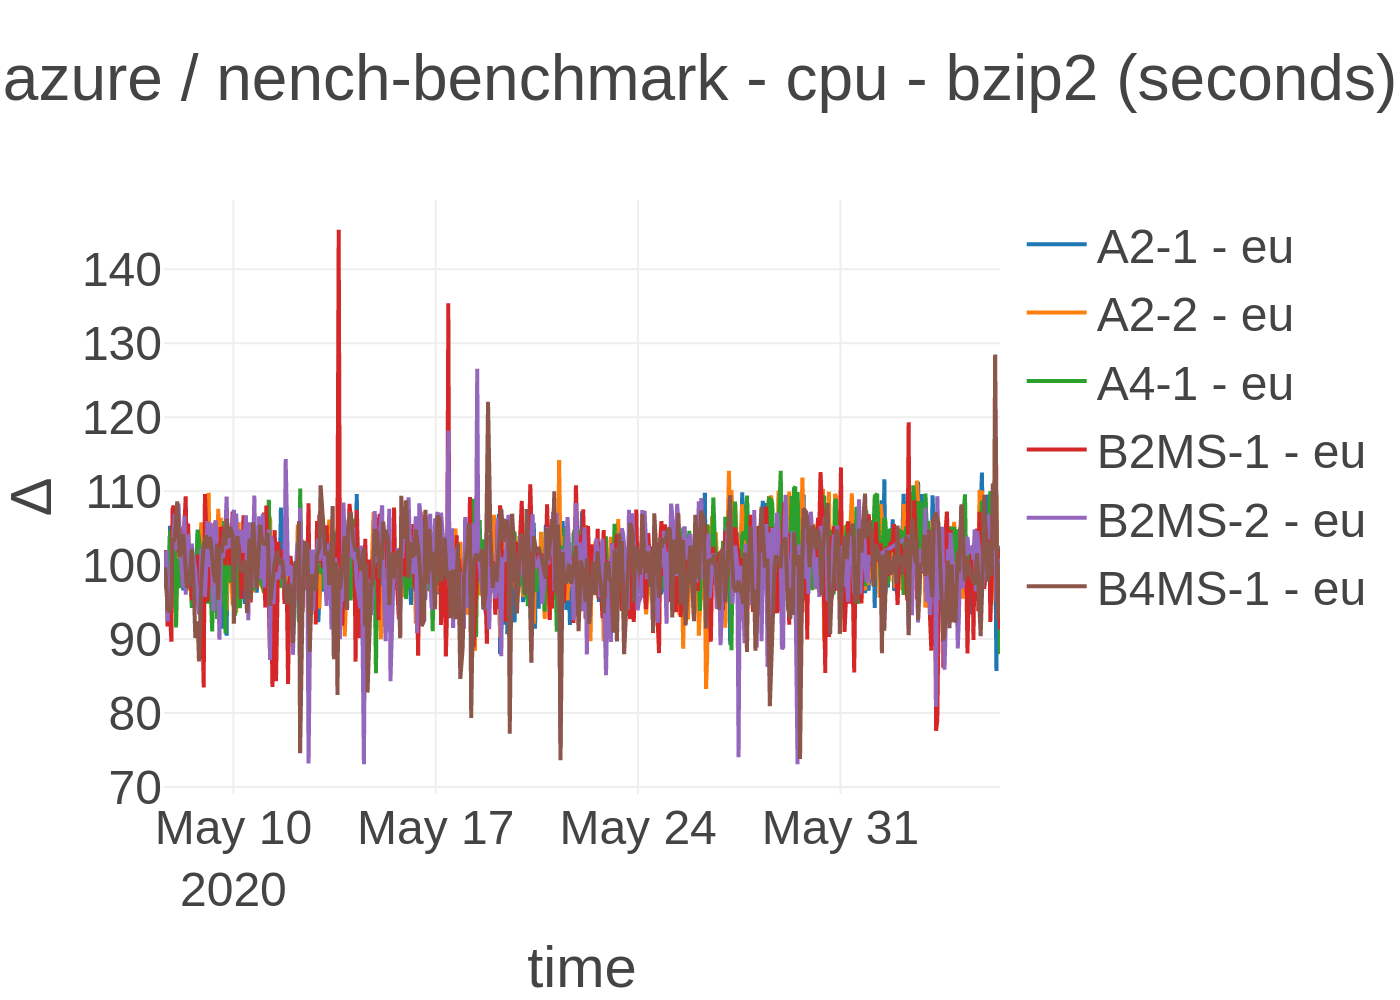 azure / nench-benchmark - cpu - bzip2 (seconds)
140
130
120
110
100
90
80
70
Δ
May 10
2020
May 17
May 24
May 31
time
A2-1 - eu
A2-2 - eu
A4-1 - eu
B2MS-1 - eu
B2MS-2 - eu
B4MS-1 - eu